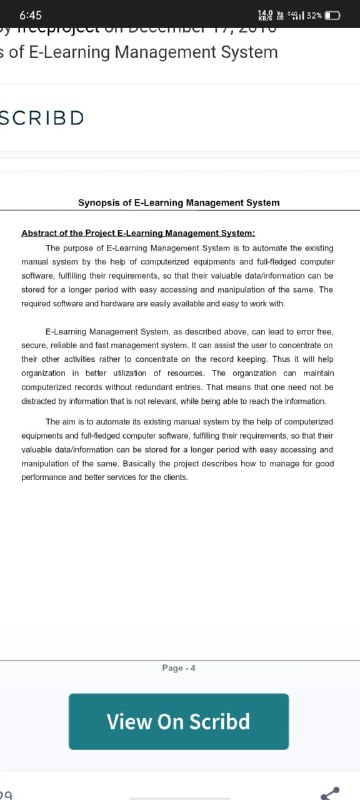 6:45
14.0 KB/S
4G
32%
freeproject on December 17, 2010
s of E-Learning Management System
SCRIBD
Synopsis of E-Learning Management System
Abstract of the Project E-Learning Management System:
The purpose of E-Learning Management System is to automate the existing
manual system by the help of computerized equipments and full-fledged computer
software, fulfilling their requirements, so that their valuable data/information can be
stored for a longer period with easy accessing and manipulation of the same. The
required software and hardware are easily available and easy to work with.
E-Learning Management System, as described above, can lead to error free,
secure, reliable and fast management system. It can assist the user to concentrate on
their other activities rather to concentrate on the record keeping. Thus it will help
organization in better utilization of resources. The organization can maintain
computerized records without redundant entries. That means that one need not be
distracted by information that is not relevant, while being able to reach the information.
The aim is to automate its existing manual system by the help of computerized
equipments and full-fledged computer software, fulfilling their requirements, so that their
valuable data/information can be stored for a longer period with easy accessing and
manipulation of the same. Basically the project describes how to manage for good
performance and better services for the clients.
Page - 4
View On Scribd
29